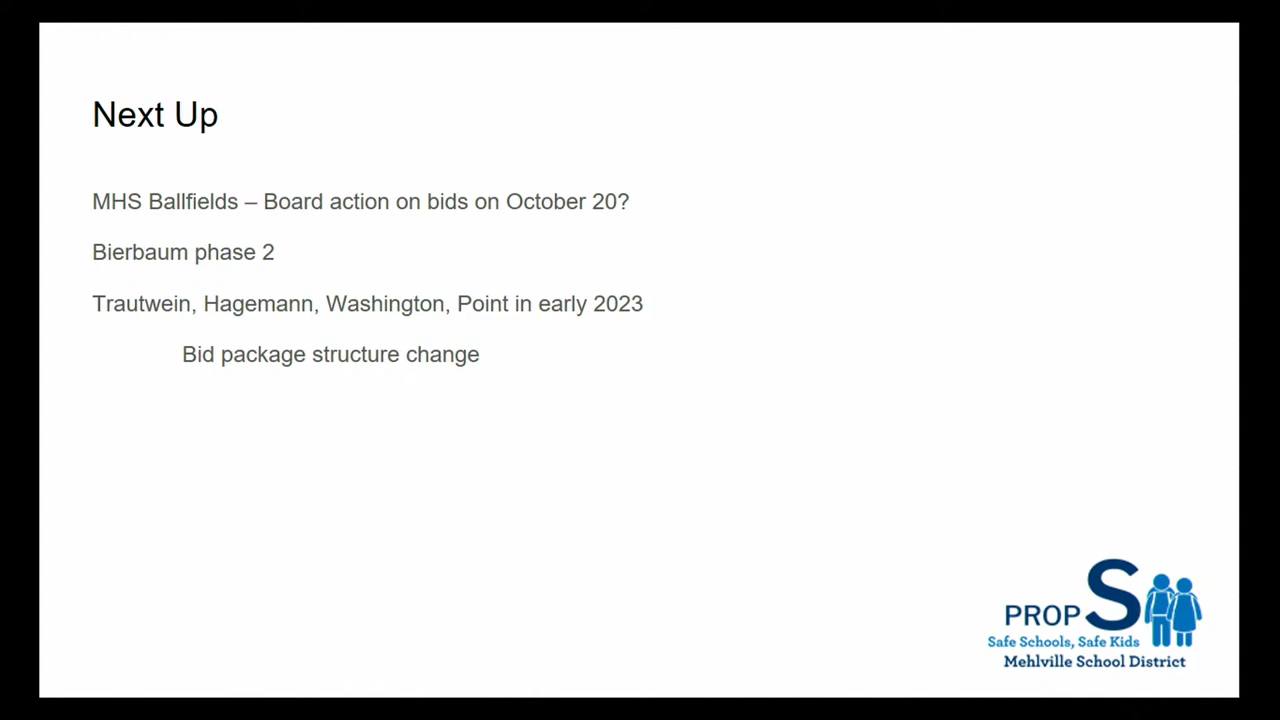 Next Up
MHS Ballfields – Board action on bids on October 20?
Bierbaum phase 2
Trautwein, Hagemann, Washington, Point in early 2023
Bid package structure change
PROP S
Safe Schools, Safe Kids
Mehlville School District